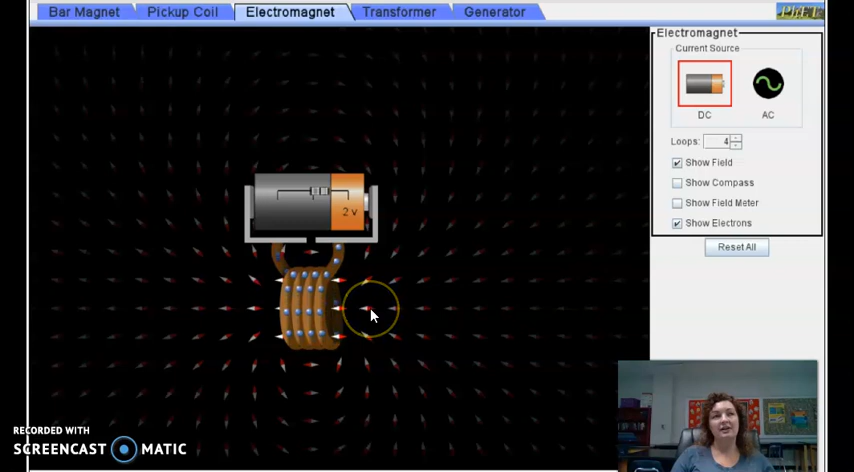 Bar Magnet Pickup Coil Electromagnet Transformer Generator PhET
Electromagnet
Current Source
DC AC
Loops: 4
Show Field
Show Compass
Show Field Meter
Show Electrons
Reset All
2 v
RECORDED WITH
SCREENCAST MATIC